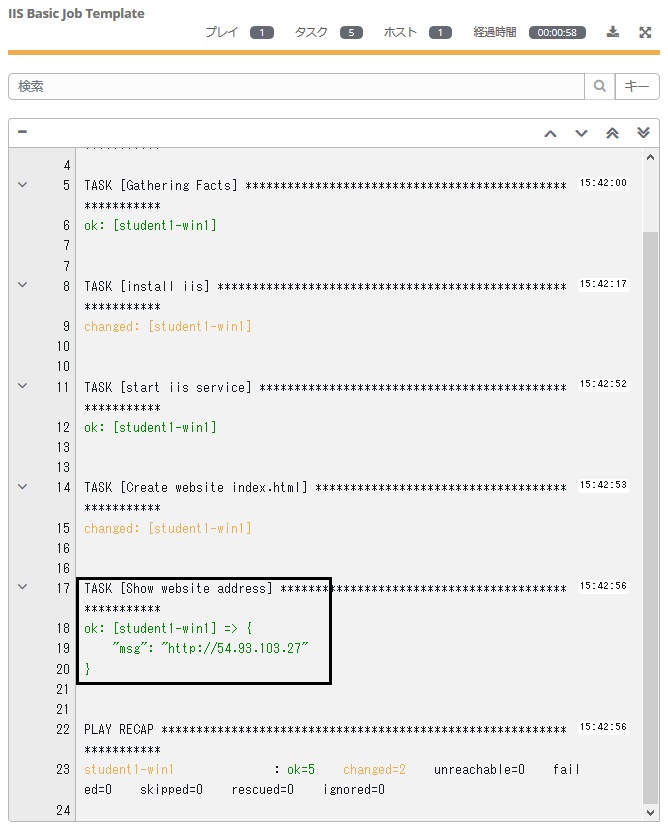 IIS Basic Job Template
プレイ 1 タスク 5 ホスト 1 経過時間 00:00:58
検索 キー
4
5 TASK [Gathering Facts] ********************************************** 15:42:00
***********
6 ok: [student1-win1]
7
7
8 TASK [install iis] ************************************************** 15:42:17
***********
9 changed: [student1-win1]
10
10
11 TASK [start iis service] ******************************************** 15:42:52
***********
12 ok: [student1-win1]
13
13
14 TASK [Create website index.html] ************************************ 15:42:53
***********
15 changed: [student1-win1]
16
16
17 TASK [Show website address] ***************************************** 15:42:56
***********
18 ok: [student1-win1] => {
19 "msg": "http://54.93.103.27"
20 }
21
21
22 PLAY RECAP ********************************************************** 15:42:56
***********
23 student1-win1 : ok=5 changed=2 unreachable=0 fail
ed=0 skipped=0 rescued=0 ignored=0
24